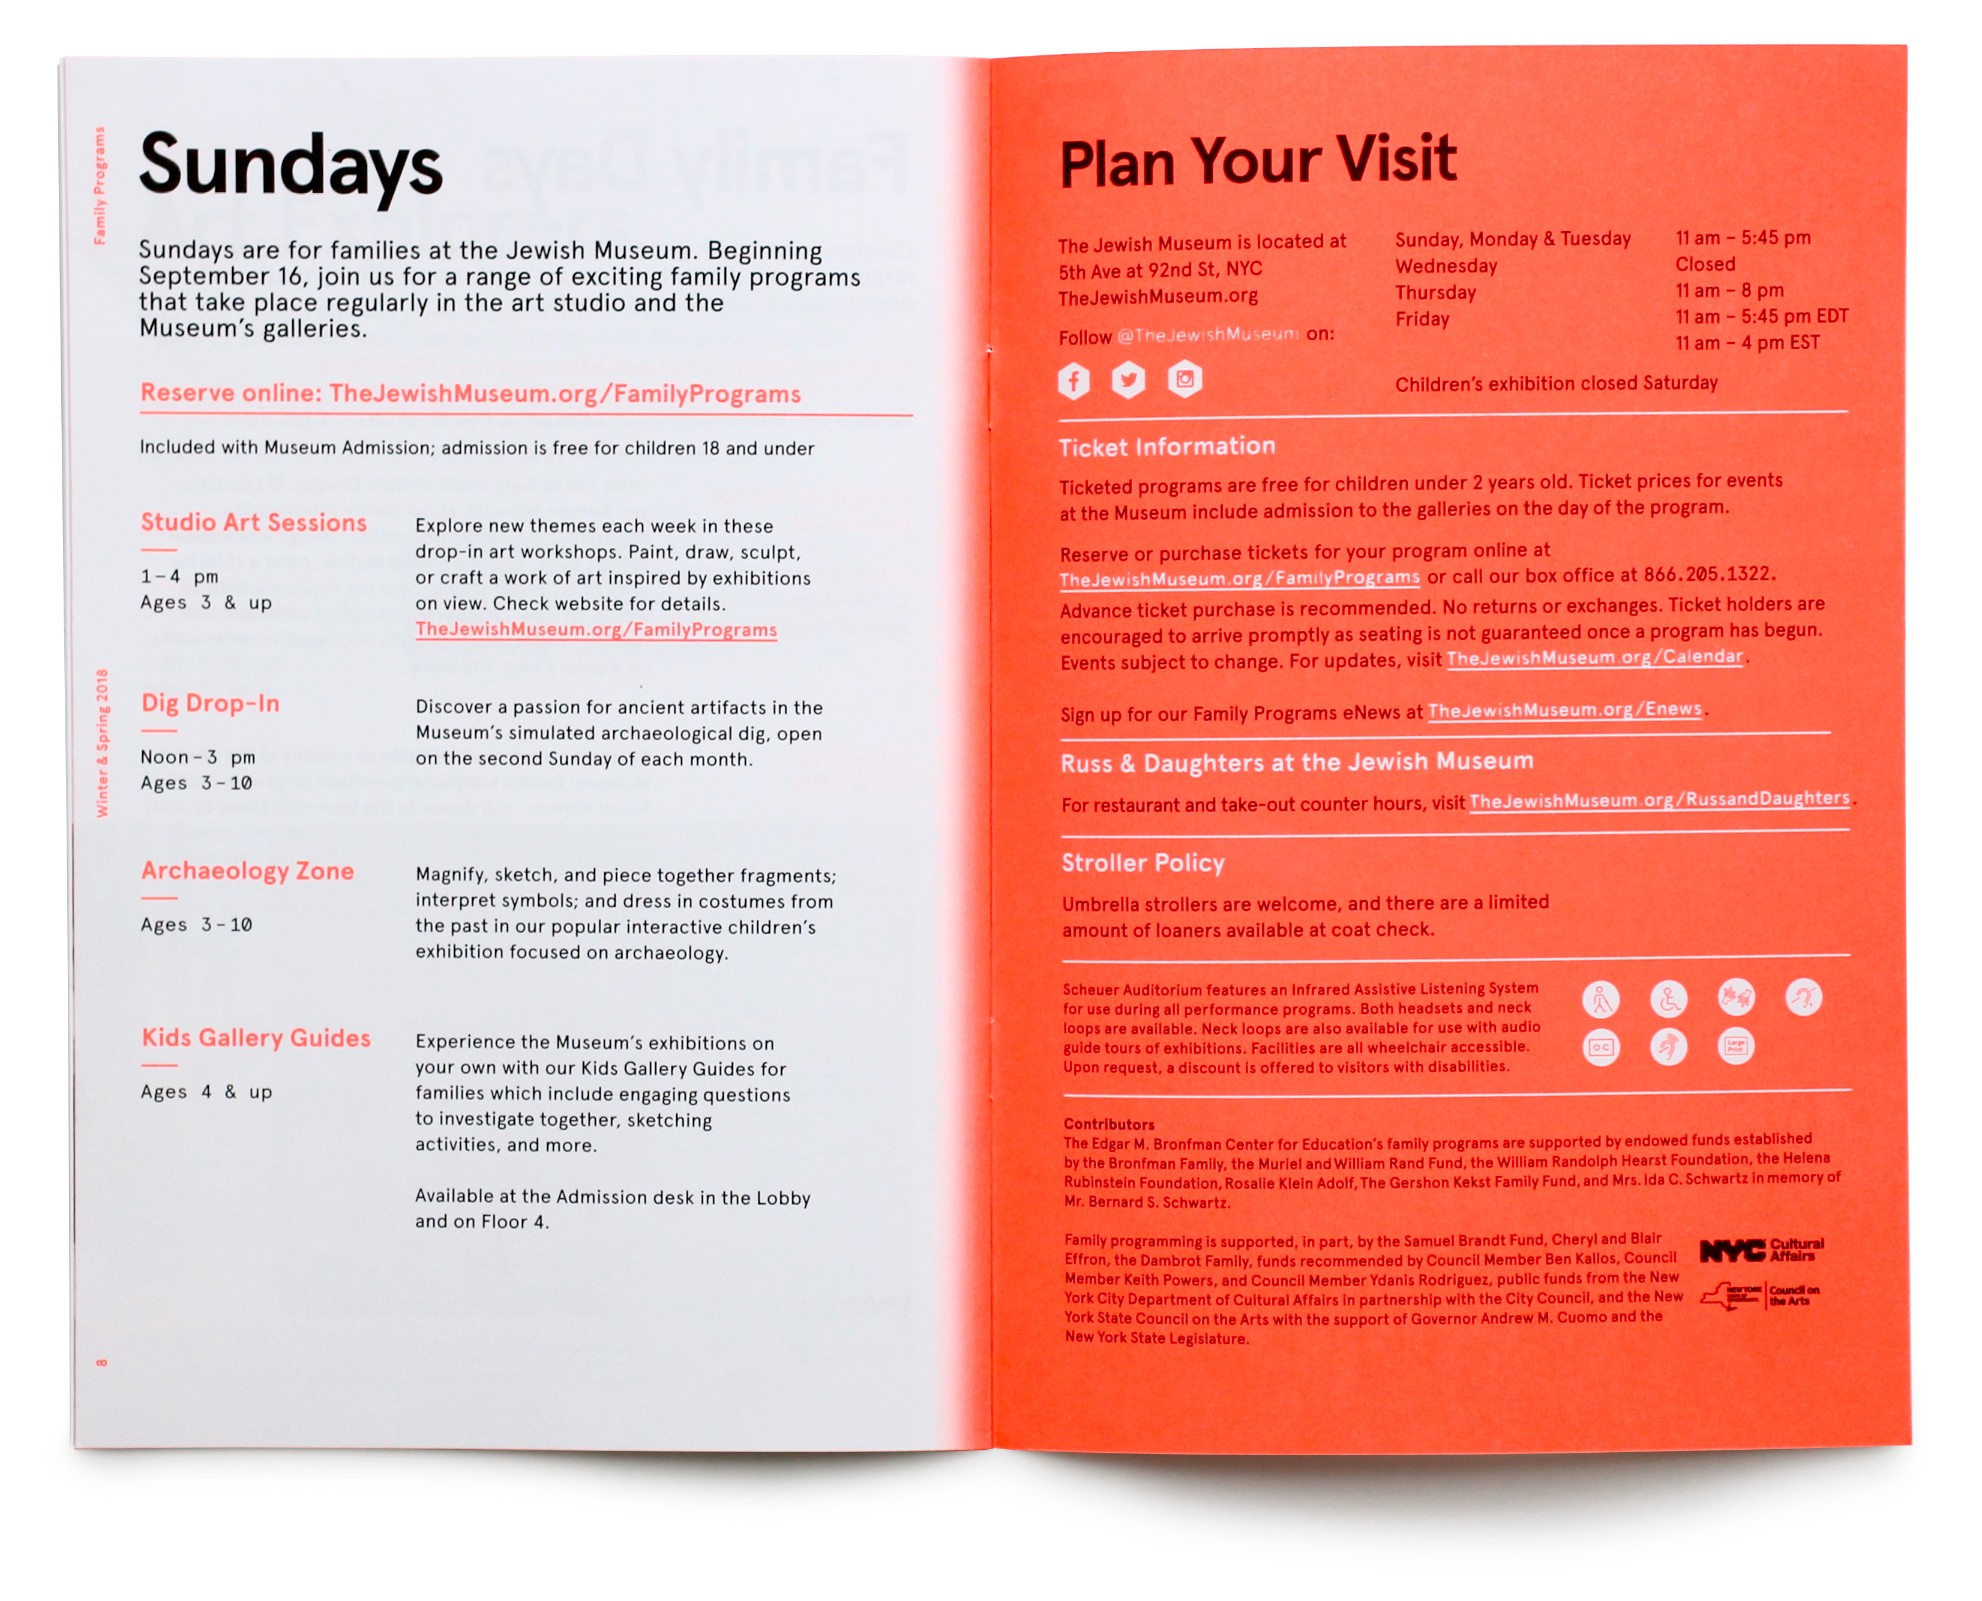 Family Programs
Winter & Spring 2018
8
Sundays
Sundays are for families at the Jewish Museum. Beginning
September 16, join us for a range of exciting family programs
that take place regularly in the art studio and the
Museum's galleries.
Reserve online: TheJewishMuseum.org/FamilyPrograms
Included with Museum Admission; admission is free for children 18 and under
Studio Art Sessions
1–4 pm
Ages 3 & up
Explore new themes each week in these
drop-in art workshops. Paint, draw, sculpt,
or craft a work of art inspired by exhibitions
on view. Check website for details.
TheJewishMuseum.org/FamilyPrograms
Dig Drop-In
Noon–3 pm
Ages 3–10
Discover a passion for ancient artifacts in the
Museum's simulated archaeological dig, open
on the second Sunday of each month.
Archaeology Zone
Ages 3–10
Magnify, sketch, and piece together fragments;
interpret symbols; and dress in costumes from
the past in our popular interactive children's
exhibition focused on archaeology.
Kids Gallery Guides
Ages 4 & up
Experience the Museum's exhibitions on
your own with our Kids Gallery Guides for
families which include engaging questions
to investigate together, sketching
activities, and more.
Available at the Admission desk in the Lobby
and on Floor 4.
Plan Your Visit
The Jewish Museum is located at
5th Ave at 92nd St, NYC
TheJewishMuseum.org
Follow @TheJewishMuseum on:
Sunday, Monday & Tuesday 11 am – 5:45 pm
Wednesday Closed
Thursday 11 am – 8 pm
Friday 11 am – 5:45 pm EDT
11 am – 4 pm EST
Children's exhibition closed Saturday
Ticket Information
Ticketed programs are free for children under 2 years old. Ticket prices for events
at the Museum include admission to the galleries on the day of the program.
Reserve or purchase tickets for your program online at
TheJewishMuseum.org/FamilyPrograms or call our box office at 866.205.1322.
Advance ticket purchase is recommended. No returns or exchanges. Ticket holders are
encouraged to arrive promptly as seating is not guaranteed once a program has begun.
Events subject to change. For updates, visit TheJewishMuseum.org/Calendar.
Sign up for our Family Programs eNews at TheJewishMuseum.org/Enews.
Russ & Daughters at the Jewish Museum
For restaurant and take-out counter hours, visit TheJewishMuseum.org/RussandDaughters.
Stroller Policy
Umbrella strollers are welcome, and there are a limited
amount of loaners available at coat check.
Scheuer Auditorium features an Infrared Assistive Listening System
for use during all performance programs. Both headsets and neck
loops are available. Neck loops are also available for use with audio
guide tours of exhibitions. Facilities are all wheelchair accessible.
Upon request, a discount is offered to visitors with disabilities.
OC
Large
Print
Contributors
The Edgar M. Bronfman Center for Education's family programs are supported by endowed funds established
by the Bronfman Family, the Muriel and William Rand Fund, the William Randolph Hearst Foundation, the Helena
Rubinstein Foundation, Rosalie Klein Adolf, The Gershon Kekst Family Fund, and Mrs. Ida C. Schwartz in memory of
Mr. Bernard S. Schwartz.
Family programming is supported, in part, by the Samuel Brandt Fund, Cheryl and Blair
Effron, the Dambrot Family, funds recommended by Council Member Ben Kallos, Council
Member Keith Powers, and Council Member Ydanis Rodriguez, public funds from the New
York City Department of Cultural Affairs in partnership with the City Council, and the New
York State Council on the Arts with the support of Governor Andrew M. Cuomo and the
New York State Legislature.
NYC Cultural
Affairs
Council on
the Arts